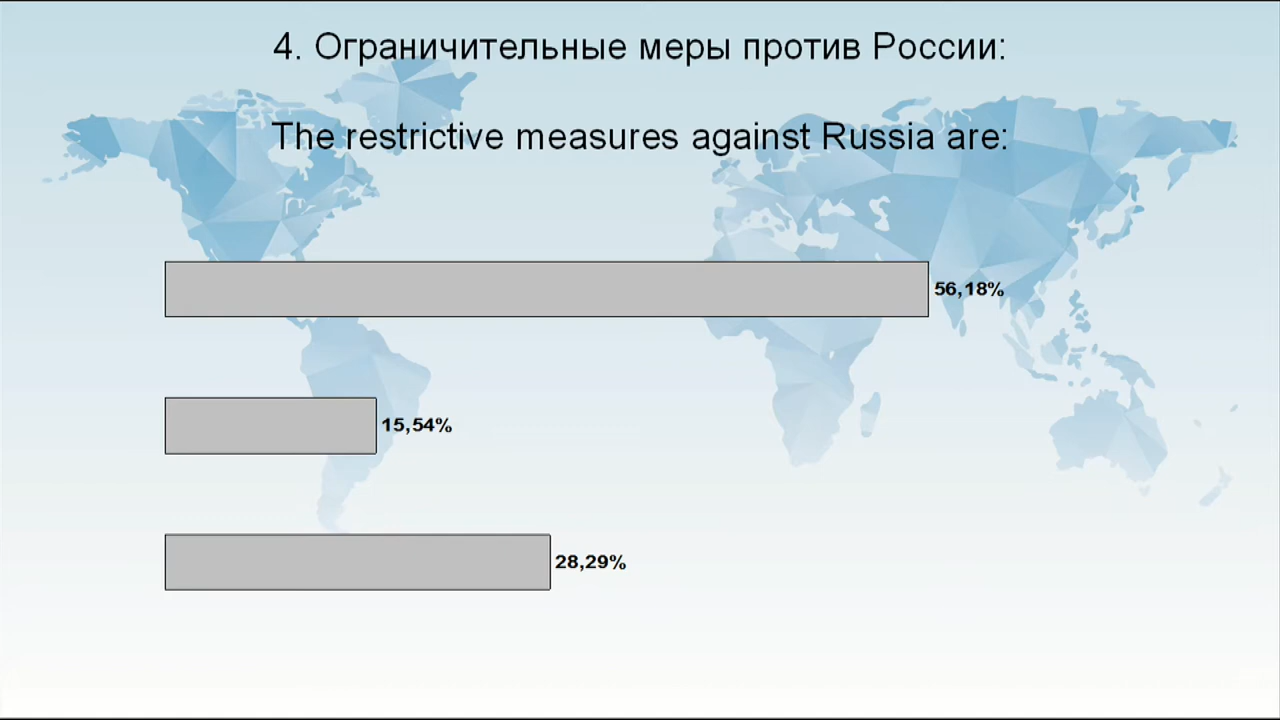 4. Ограничительные меры против России:
The restrictive measures against Russia are:
56,18%
15,54%
28,29%